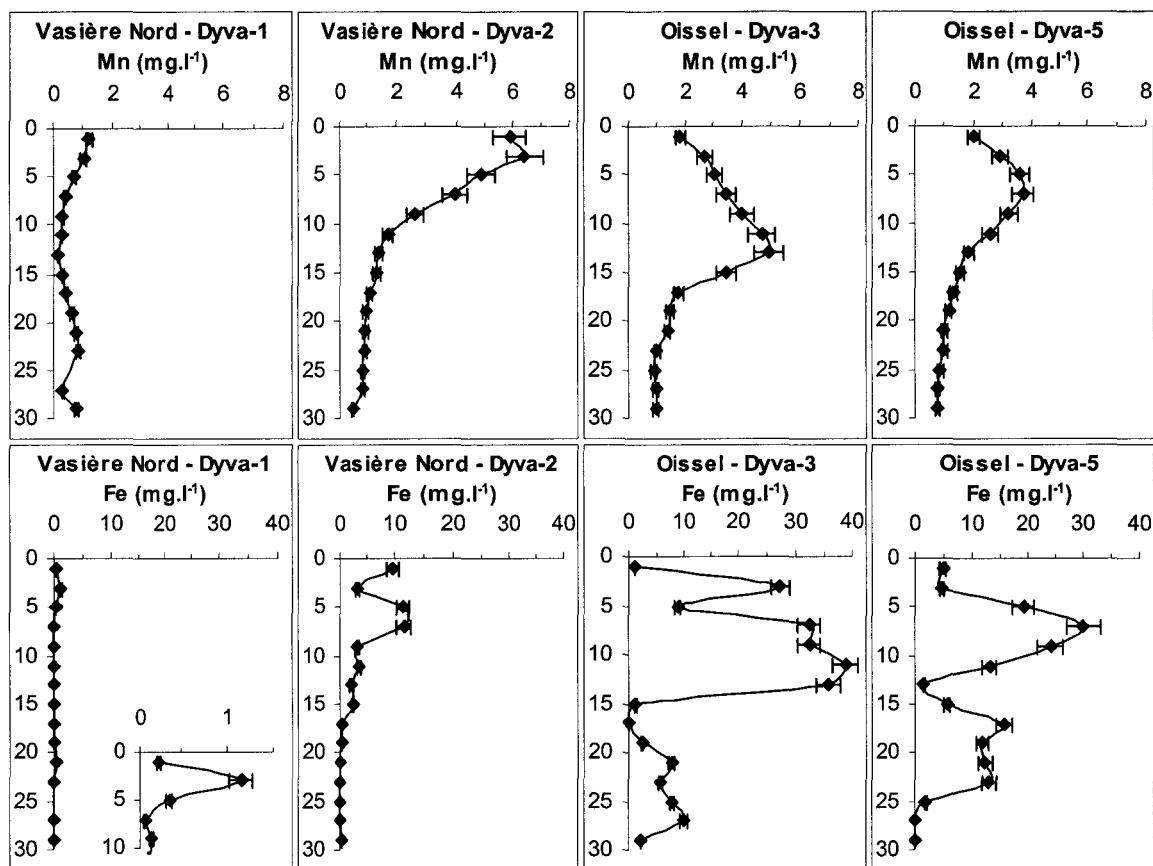 Vasière Nord - Dyva-1
Mn (mg.l-1)
0 2 4 6 8
0
5
10
15
20
25
30
Vasière Nord - Dyva-2
Mn (mg.l-1)
0 2 4 6 8
0
5
10
15
20
25
30
Oissel - Dyva-3
Mn (mg.l-1)
0 2 4 6 8
0
5
10
15
20
25
30
Oissel - Dyva-5
Mn (mg.l-1)
0 2 4 6 8
0
5
10
15
20
25
30
Vasière Nord - Dyva-1
Fe (mg.l-1)
0 10 20 30 40
0
5
10
15
20
25
30
0 1
0
5
10
Vasière Nord - Dyva-2
Fe (mg.l-1)
0 10 20 30 40
0
5
10
15
20
25
30
Oissel - Dyva-3
Fe (mg.l-1)
0 10 20 30 40
0
5
10
15
20
25
30
Oissel - Dyva-5
Fe (mg.l-1)
0 10 20 30 40
0
5
10
15
20
25
30